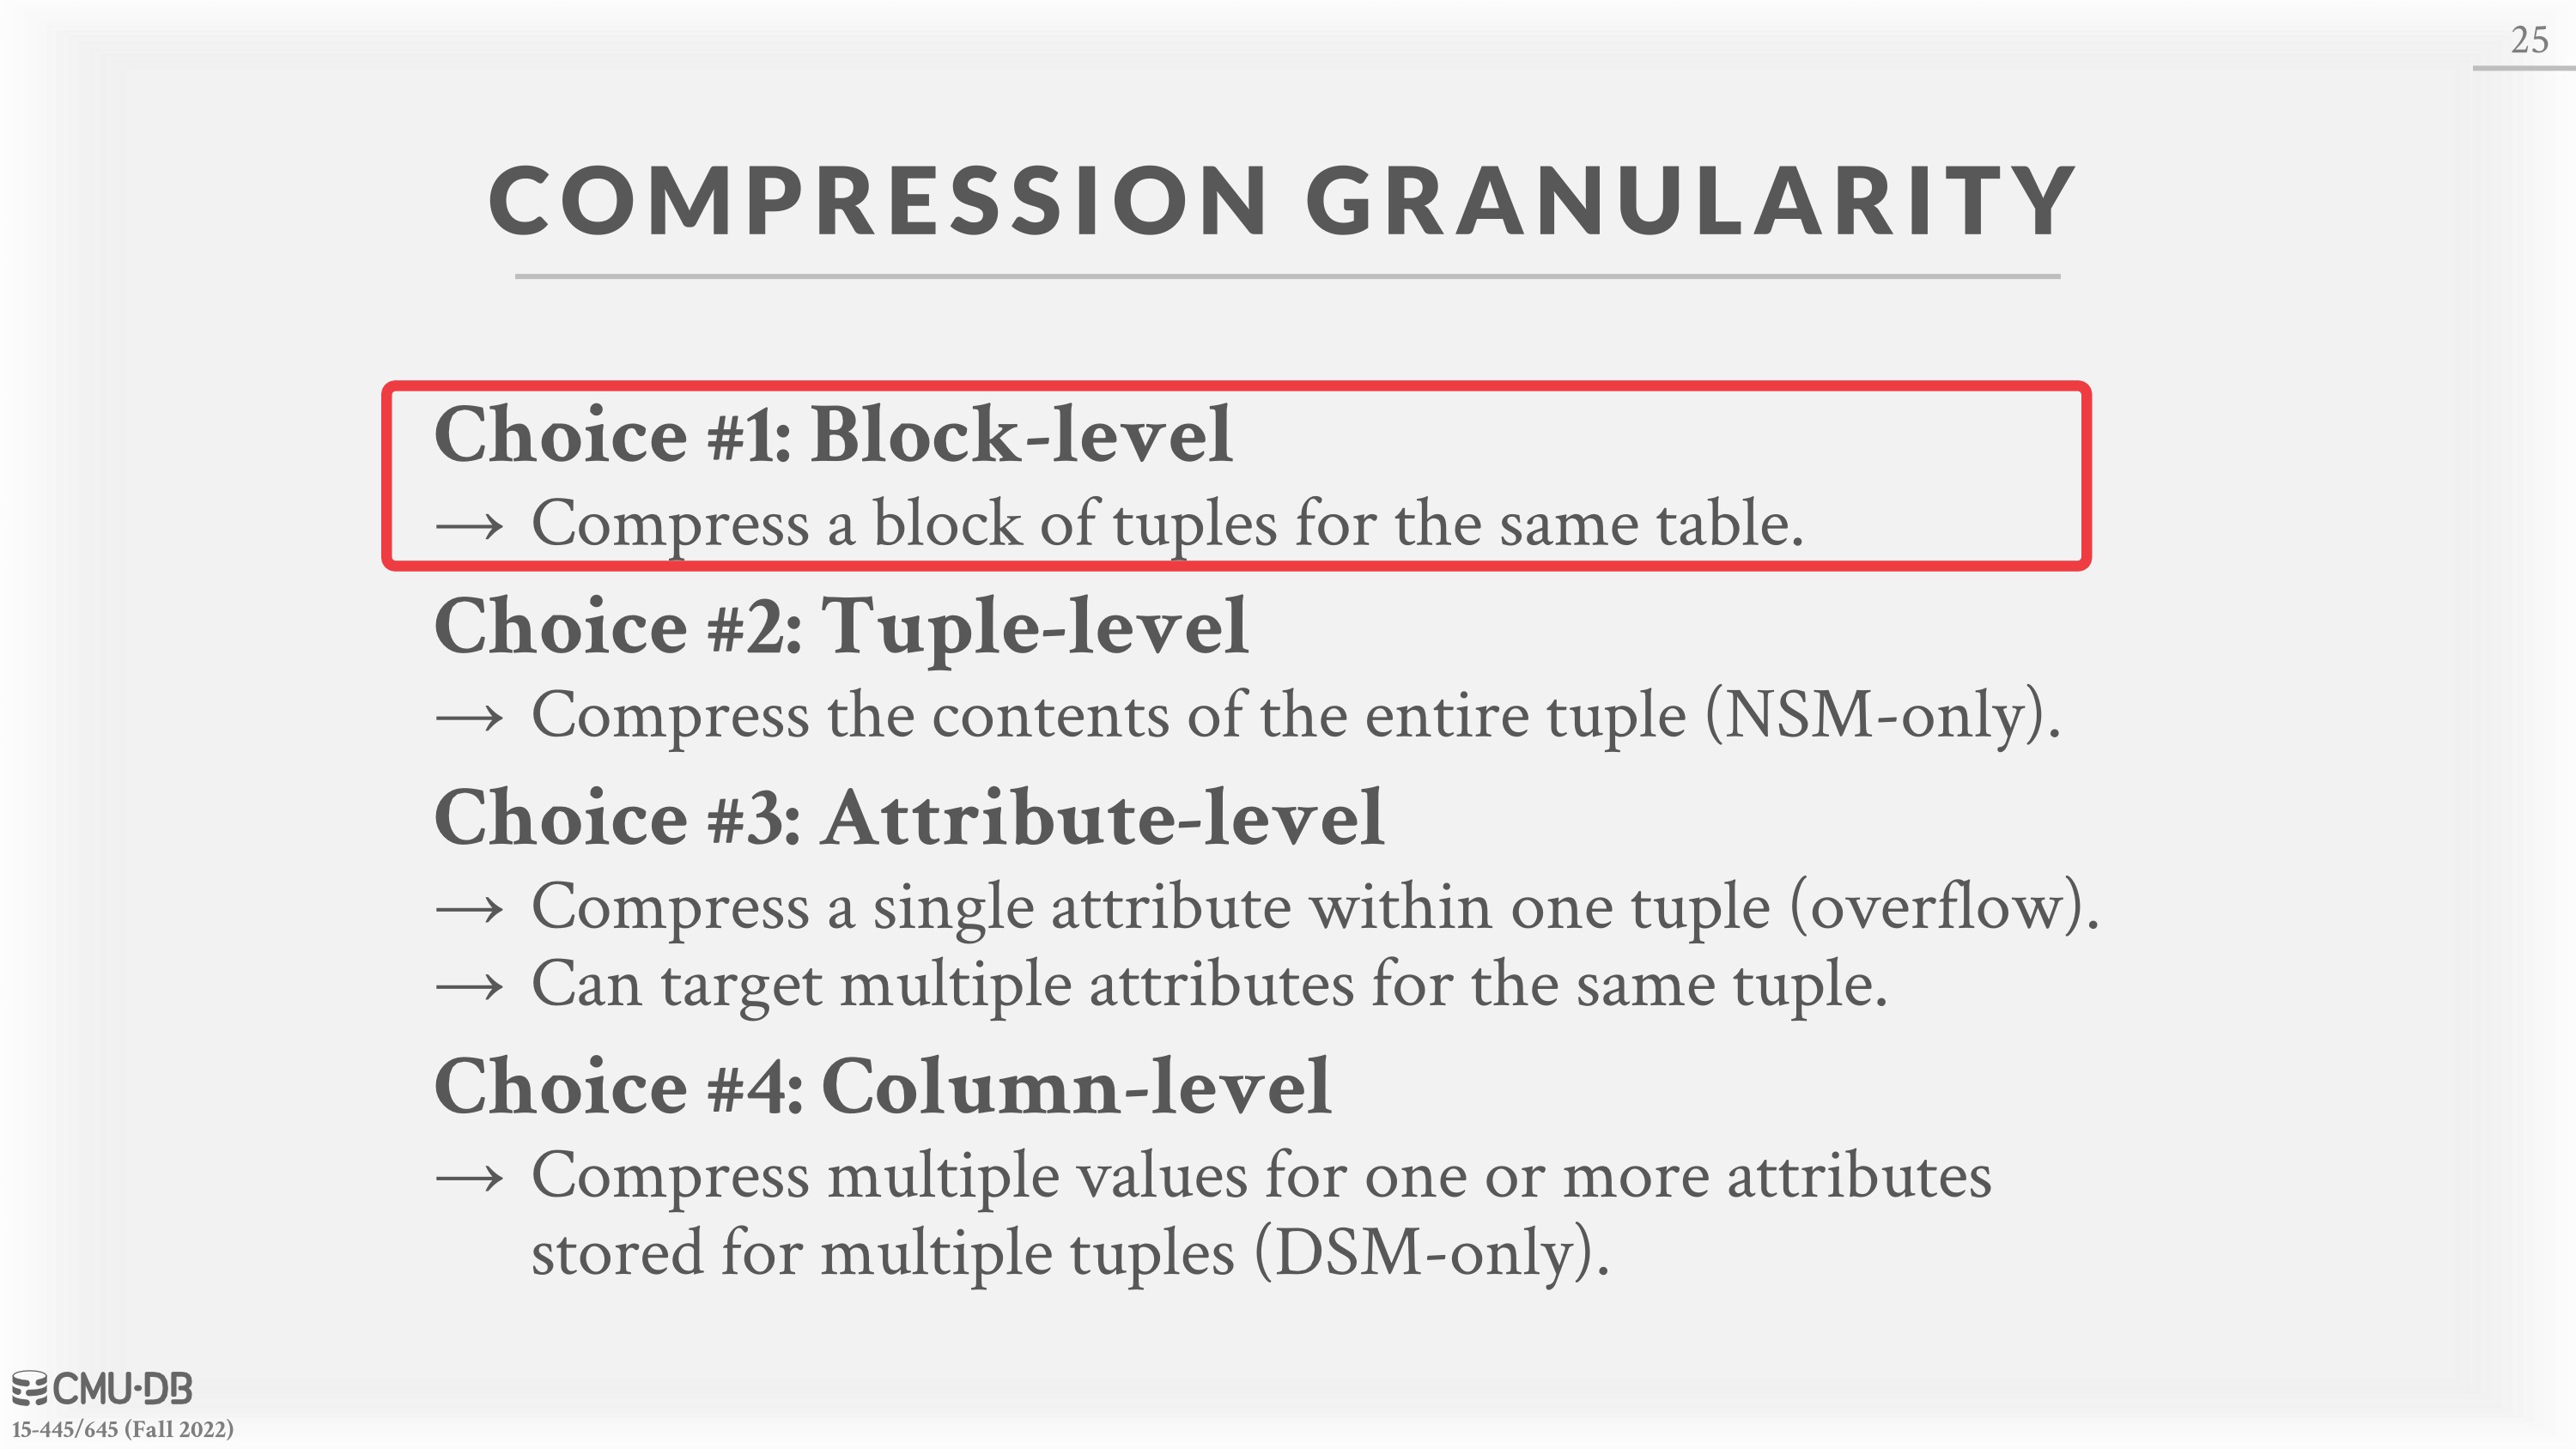 25
COMPRESSION GRANULARITY
Choice #1: Block-level
→ Compress a block of tuples for the same table.
Choice #2: Tuple-level
→ Compress the contents of the entire tuple (NSM-only).
Choice #3: Attribute-level
→ Compress a single attribute within one tuple (overflow).
→ Can target multiple attributes for the same tuple.
Choice #4: Column-level
→ Compress multiple values for one or more attributes
stored for multiple tuples (DSM-only).
CMU·DB
15-445/645 (Fall 2022)